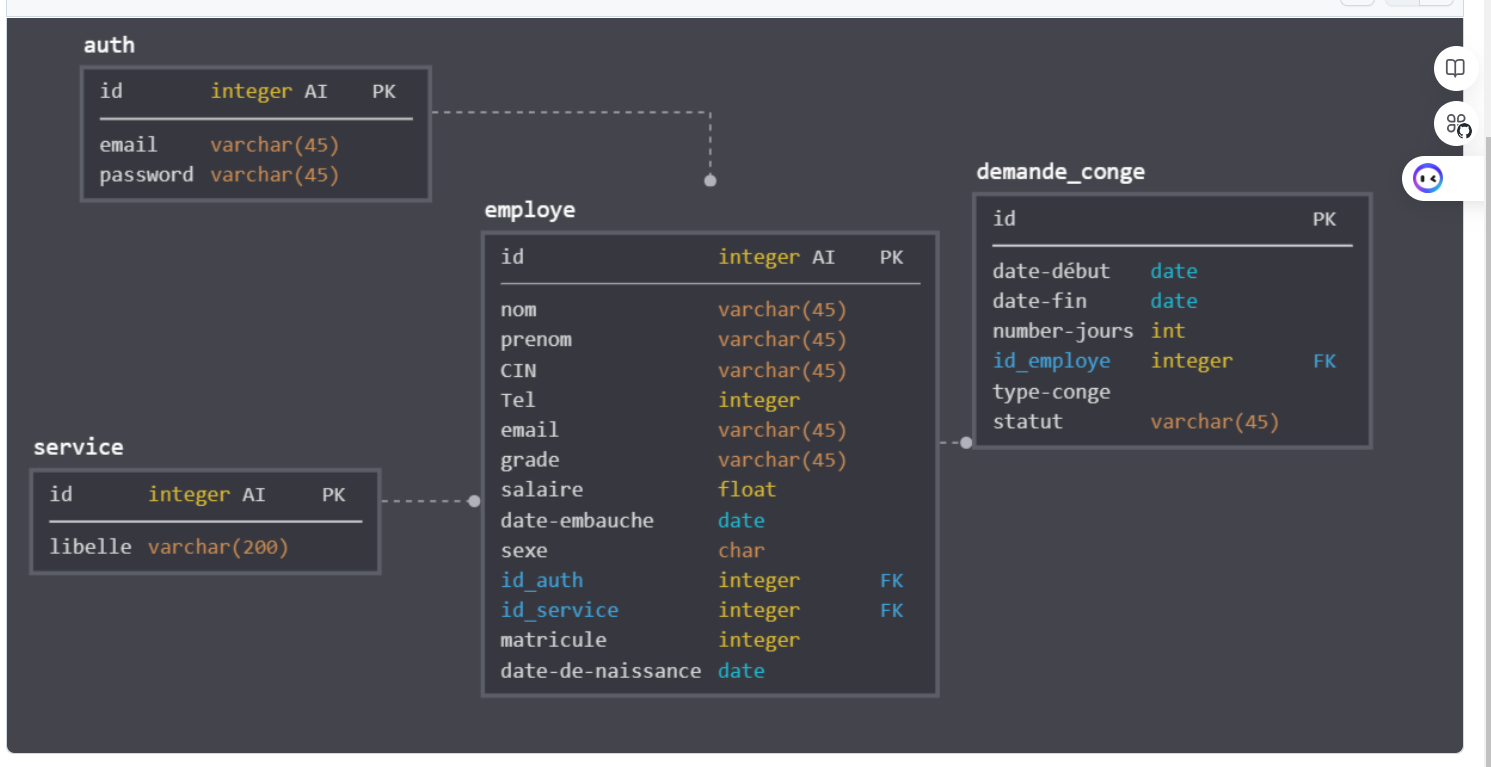 auth
id integer AI PK
email varchar(45)
password varchar(45)
employe
id integer AI PK
nom varchar(45)
prenom varchar(45)
CIN varchar(45)
Tel integer
email varchar(45)
grade varchar(45)
salaire float
date-embauche date
sexe char
id_auth integer FK
id_service integer FK
matricule integer
date-de-naissance date
demande_conge
id PK
date-début date
date-fin date
number-jours int
id_employe integer FK
type-conge
statut varchar(45)
service
id integer AI PK
libelle varchar(200)